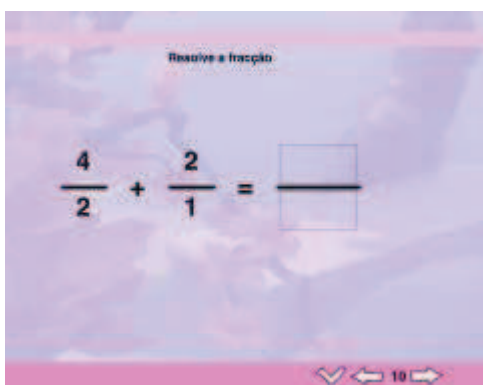 Resolve a fracção
4/2 + 2/1 =
10